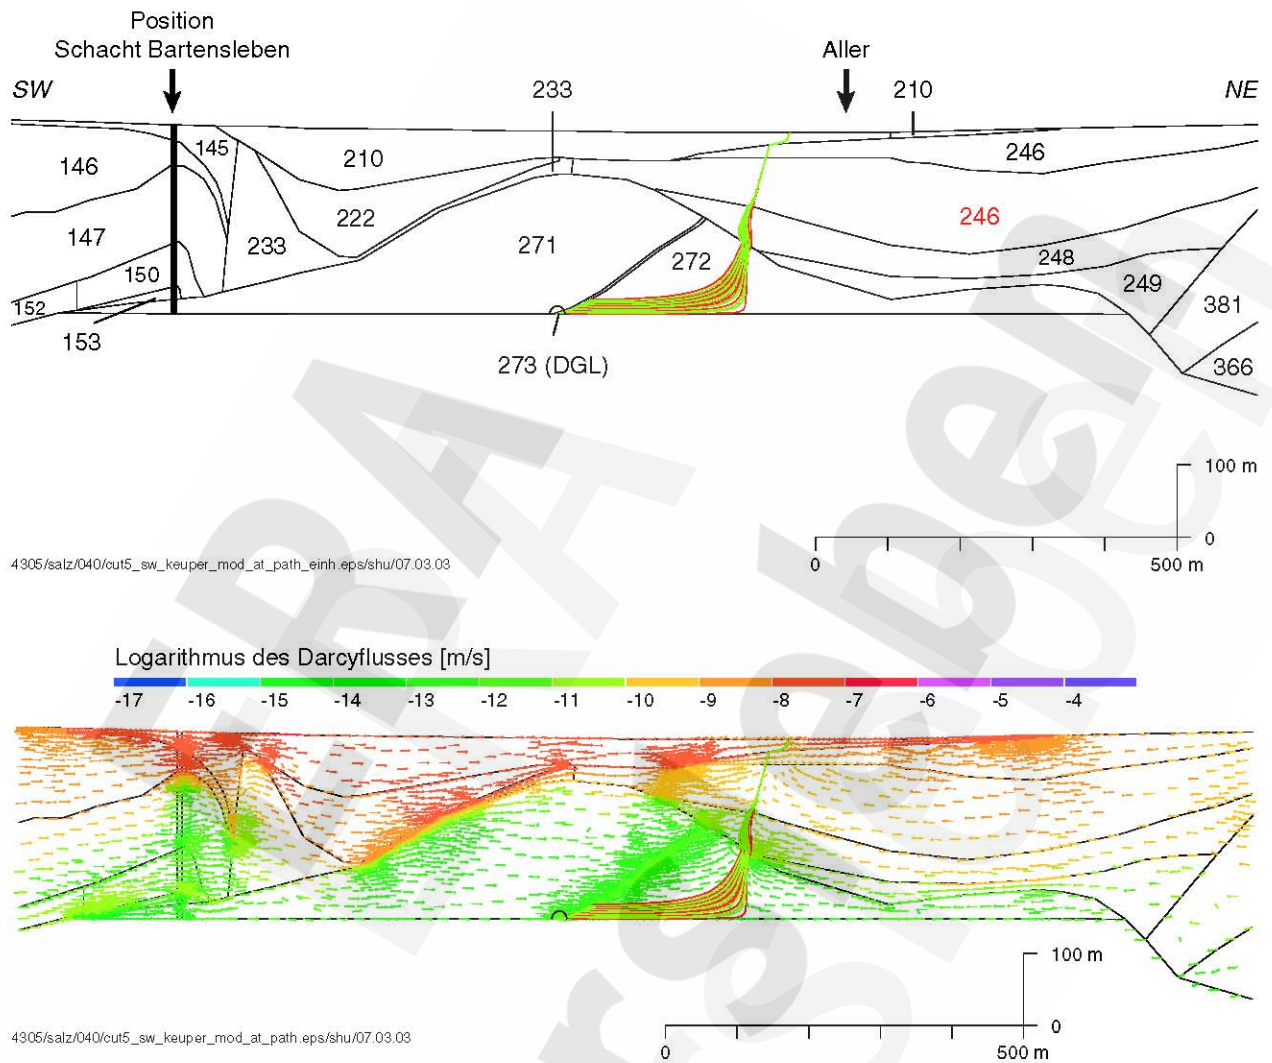 Position
Schacht Bartensleben
Aller
SW
233
210
NE
145
146
210
246
222
246
147
233
271
272
248
150
249
152
381
153
273 (DGL)
366
100 m
0
0
500 m
4305/salz/040/cut5_sw_keuper_mod_at_path_einh.eps/shu/07.03.03
Logarithmus des Darcyflusses [m/s]
-17 -16 -15 -14 -13 -12 -11 -10 -9 -8 -7 -6 -5 -4
100 m
0
0
500 m
4305/salz/040/cut5_sw_keuper_mod_at_path.eps/shu/07.03.03